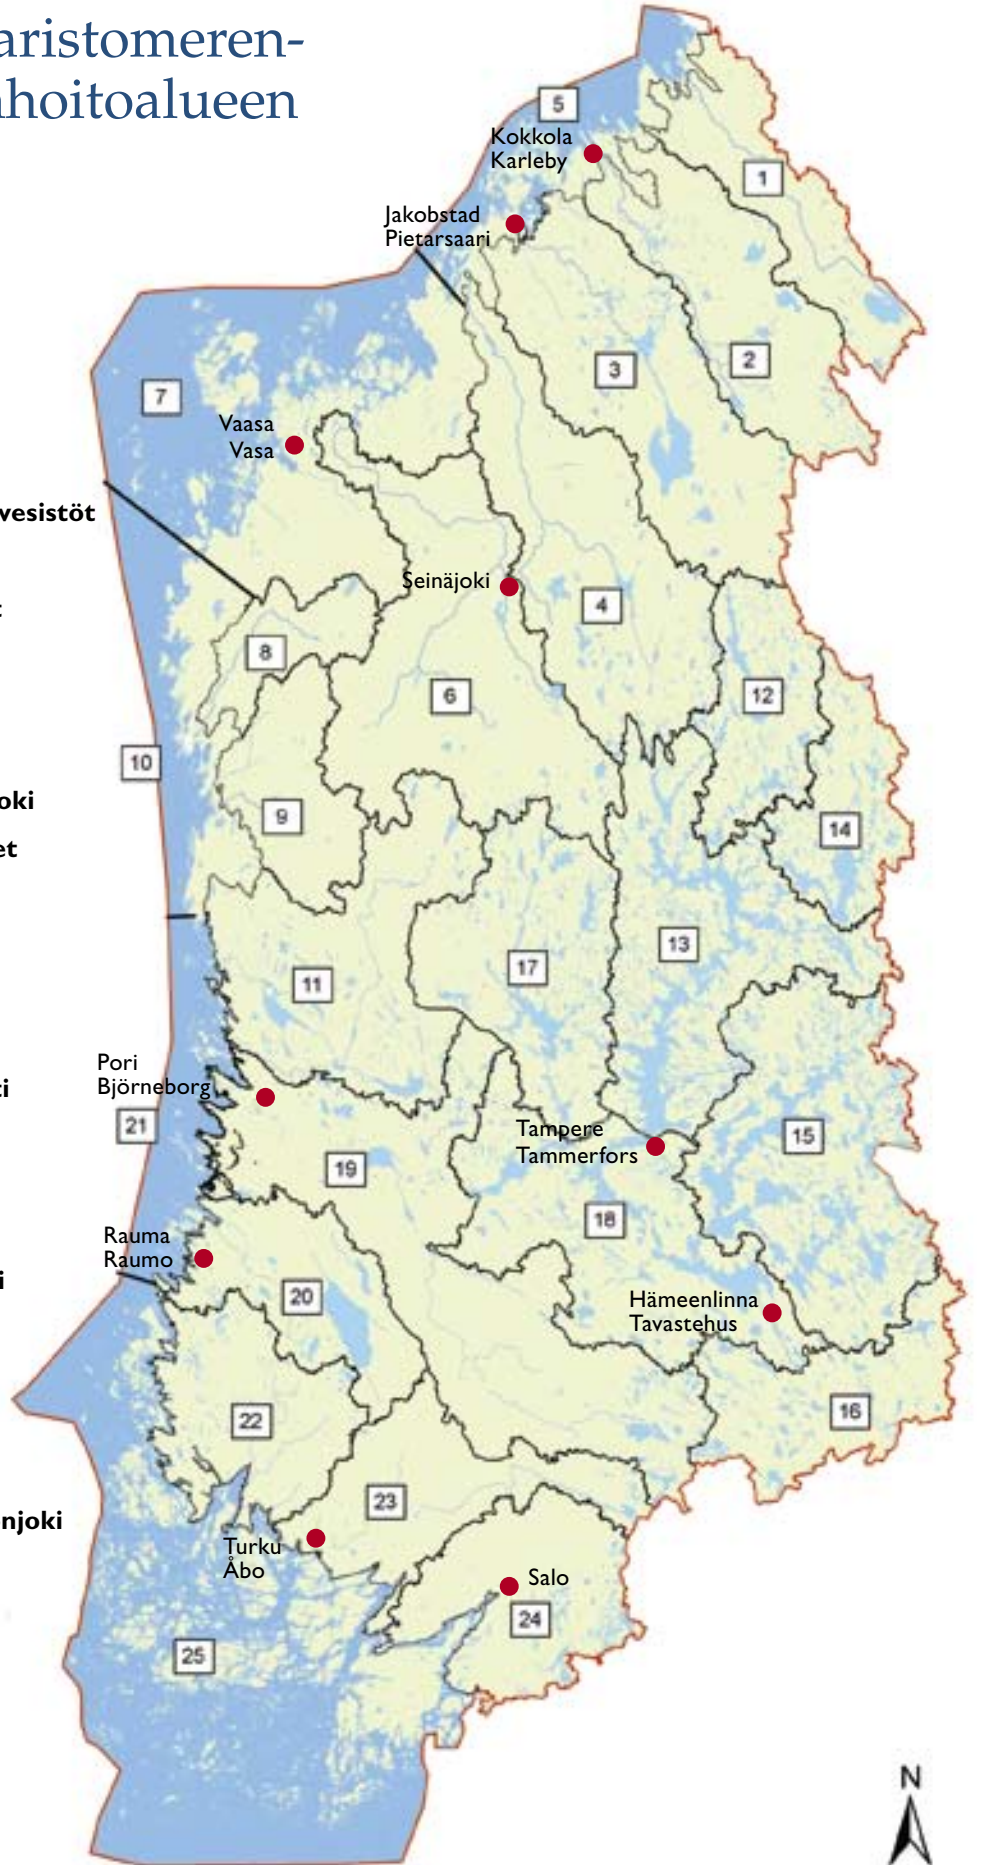 aristomeren-
hoitoalueen
5
Kokkola
Karleby
1
Jakobstad
Pietarsaari
3
2
7
Vaasa
Vasa
vesistöt
Seinäjoki
4
8
6
12
10
oki
9
et
14
13
17
11
Pori
Björneborg
ti
21
Tampere
Tammerfors
15
19
18
Rauma
Raumo
i
20
Hämeenlinna
Tavastehus
16
22
23
njoki
Turku
Åbo
Salo
24
25
N